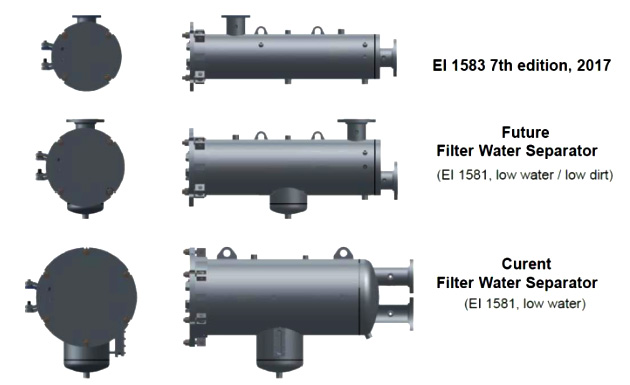 EI 1583 7th edition, 2017
Future
Filter Water Separator
(EI 1581, low water / low dirt)
Curent
Filter Water Separator
(EI 1581, low water)